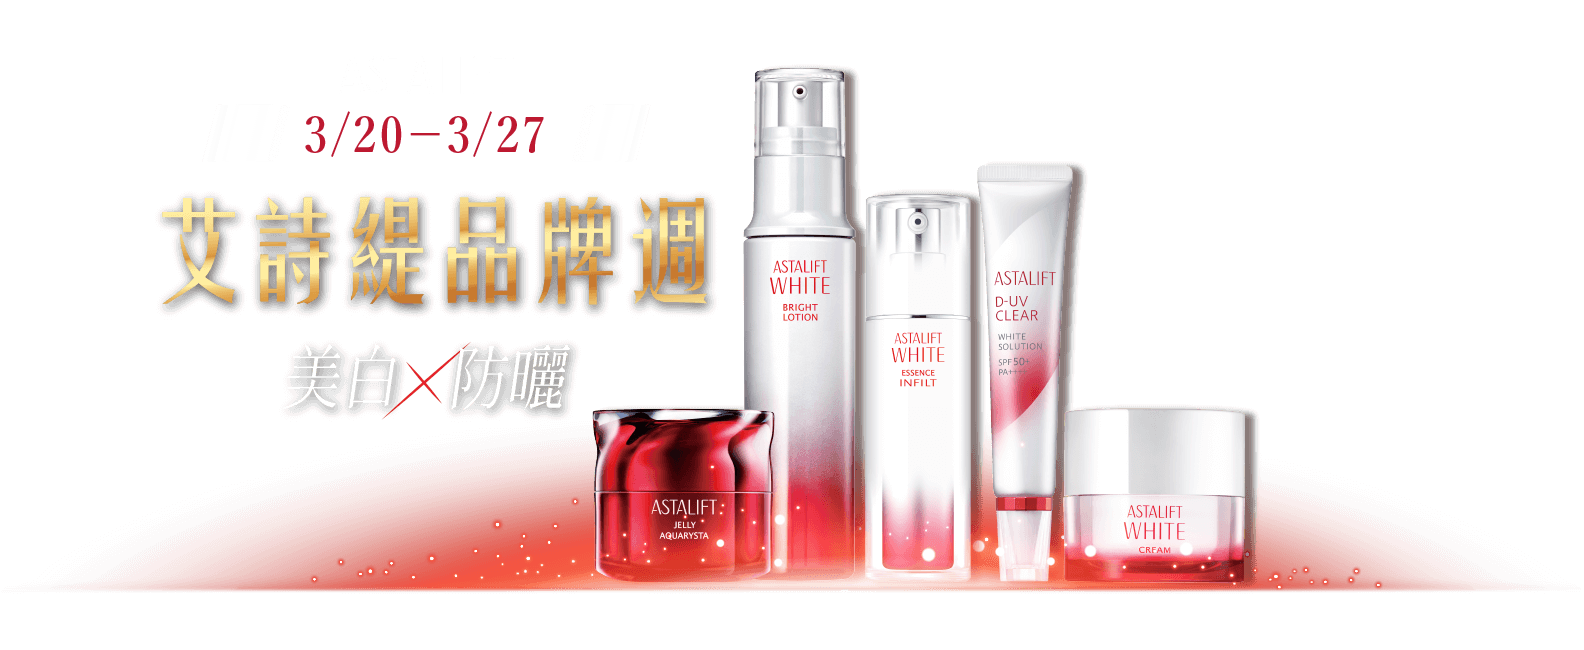 3/20－3/27
艾詩緹品牌週
美白×防曬
ASTALIFT
JELLY
AQUARYSTA
ASTALIFT
WHITE
BRIGHT
LOTION
ASTALIFT
WHITE
ESSENCE
INFILT
ASTALIFT
D-UV
CLEAR
WHITE
SOLUTION
SPF50+
PA++++
ASTALIFT
WHITE
CREAM